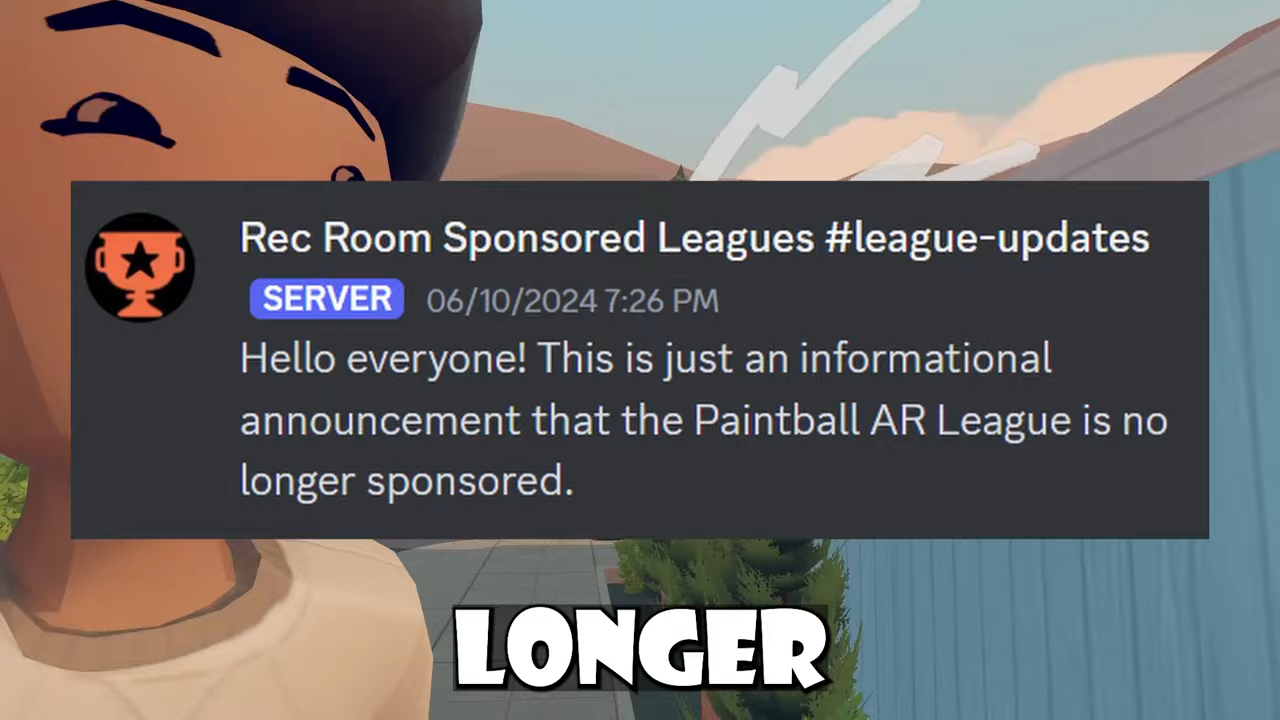 Rec Room Sponsored Leagues #league-updates
SERVER 06/10/2024 7:26 PM
Hello everyone! This is just an informational
announcement that the Paintball AR League is no
longer sponsored.
LONGER